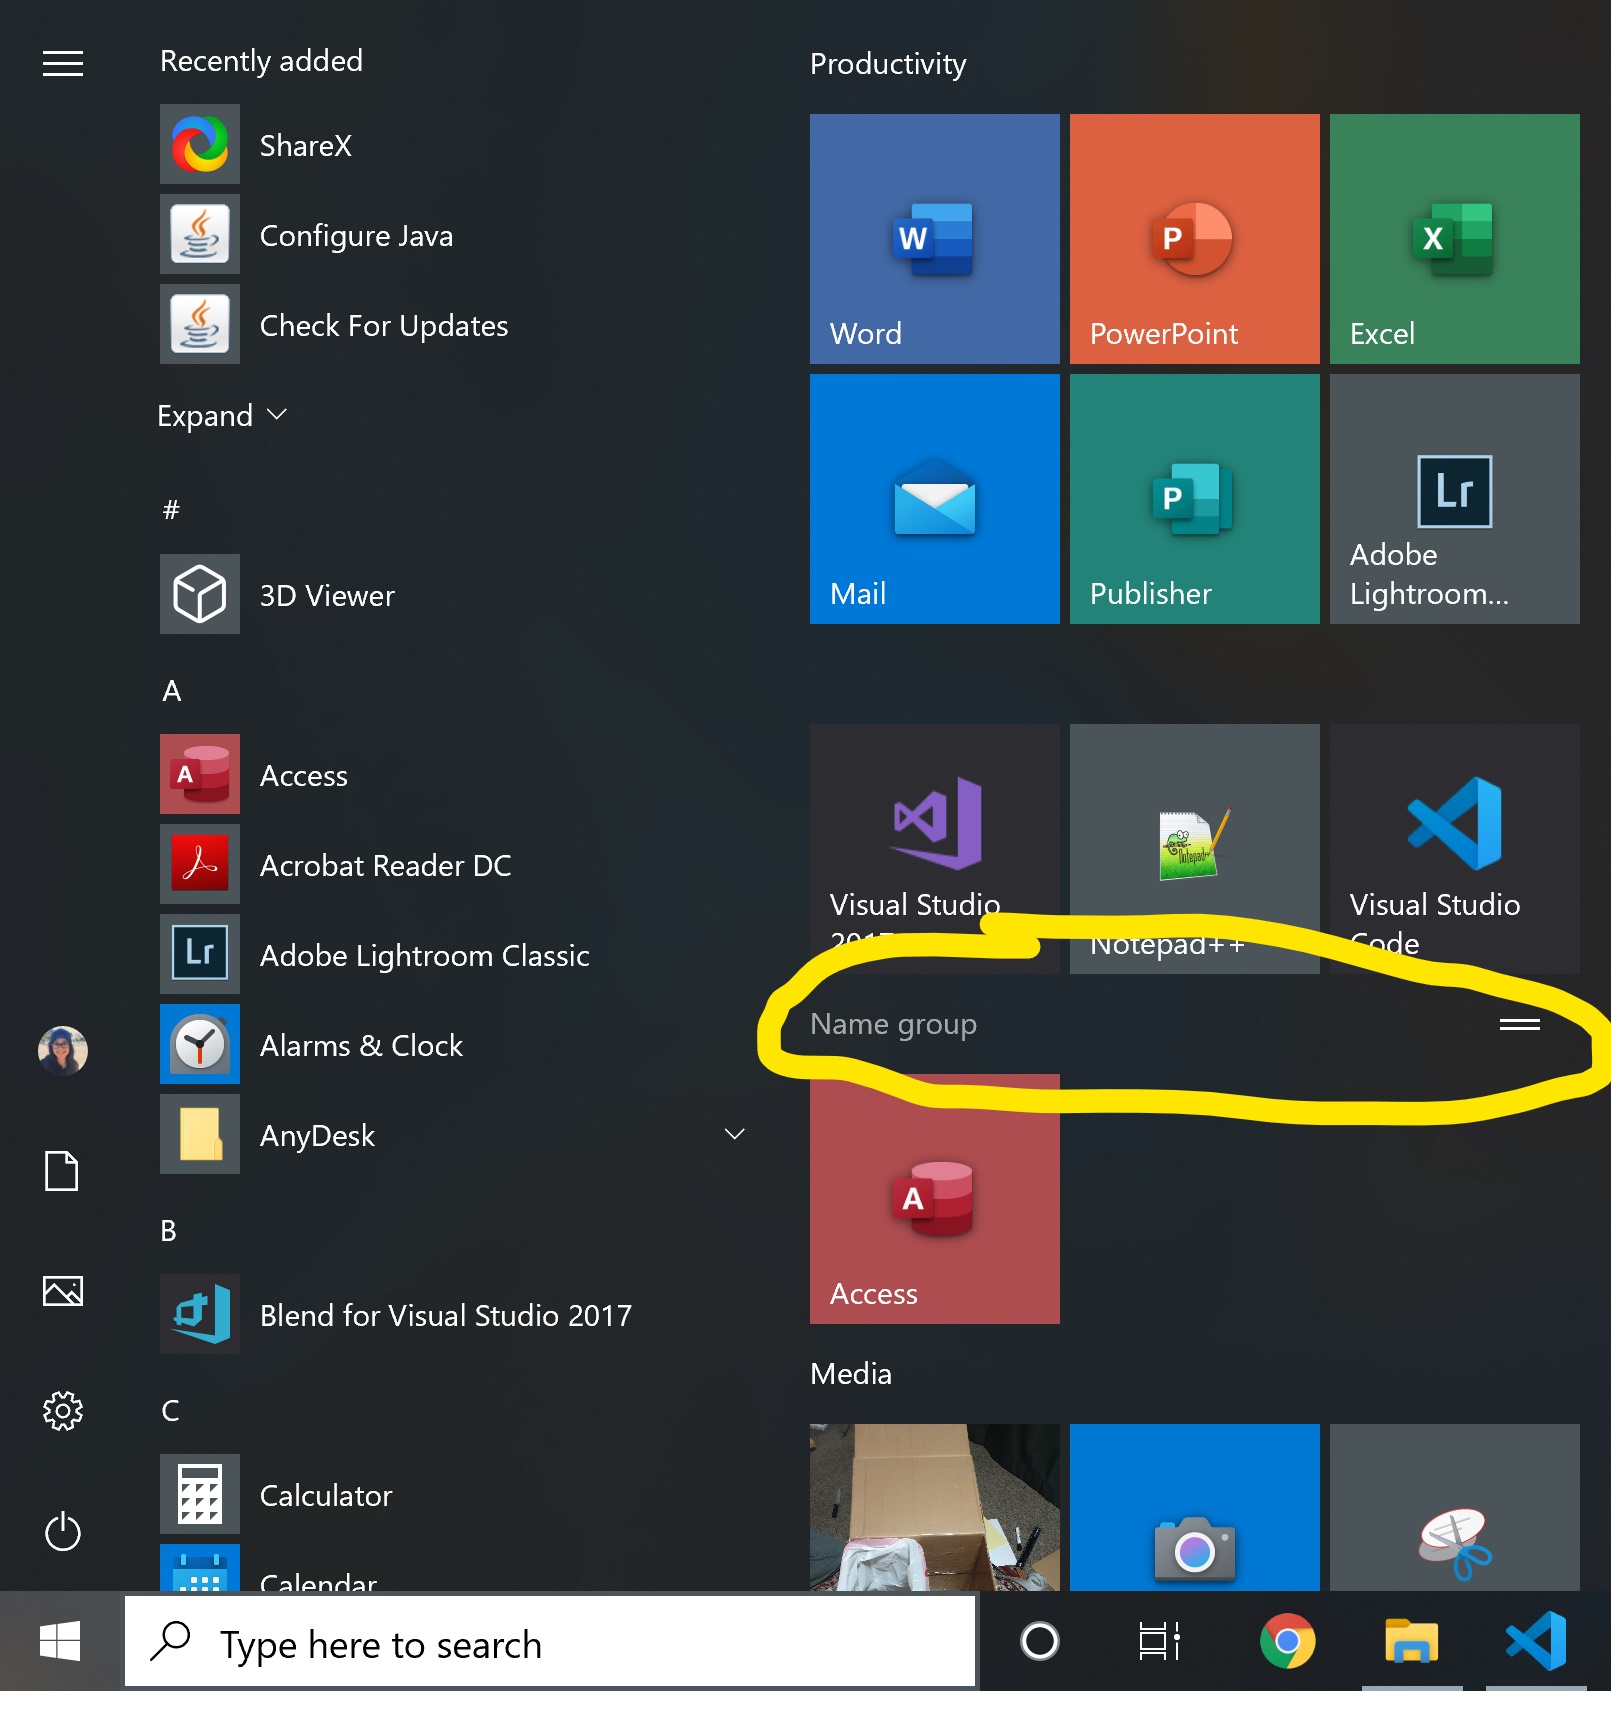 Recently added
ShareX
Configure Java
Check For Updates
Expand
#
3D Viewer
A
Access
Acrobat Reader DC
Adobe Lightroom Classic
Alarms & Clock
AnyDesk
B
Blend for Visual Studio 2017
C
Calculator
Calendar
Productivity
Word
PowerPoint
Excel
Mail
Publisher
Lr
Adobe
Lightroom...
Visual Studio
2017
Notepad++
Visual Studio
Code
Name group
Access
Media
Type here to search